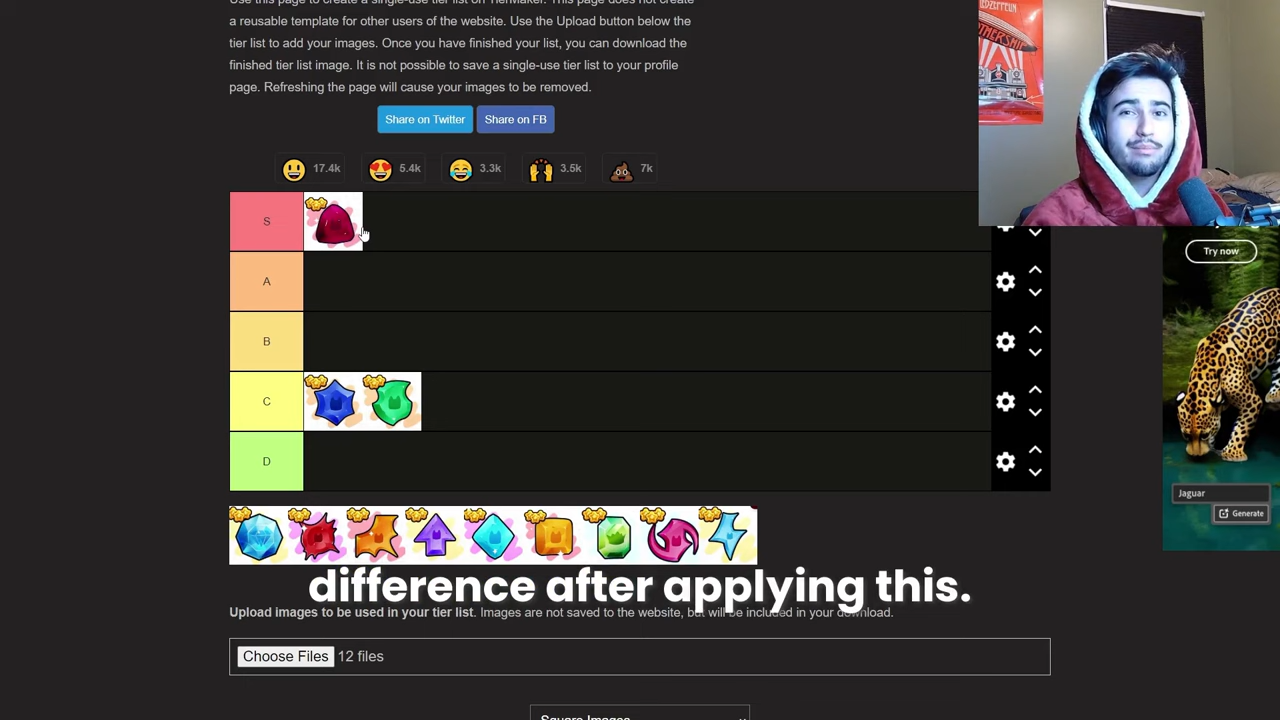 Use this page to create a single-use tier list on TierMaker. This page does not create
a reusable template for other users of the website. Use the Upload button below the
tier list to add your images. Once you have finished your list, you can download the
finished tier list image. It is not possible to save a single-use tier list to your profile
page. Refreshing the page will cause your images to be removed.
Share on Twitter Share on FB
17.4k 5.4k 3.3k 3.5k 7k
LED ZEPPELIN
MOTHERSHIP
S
Try now
A
B
C
D
Jaguar
Generate
difference after applying this.
Upload images to be used in your tier list. Images are not saved to the website, but will be included in your download.
Choose Files 12 files
Square Images